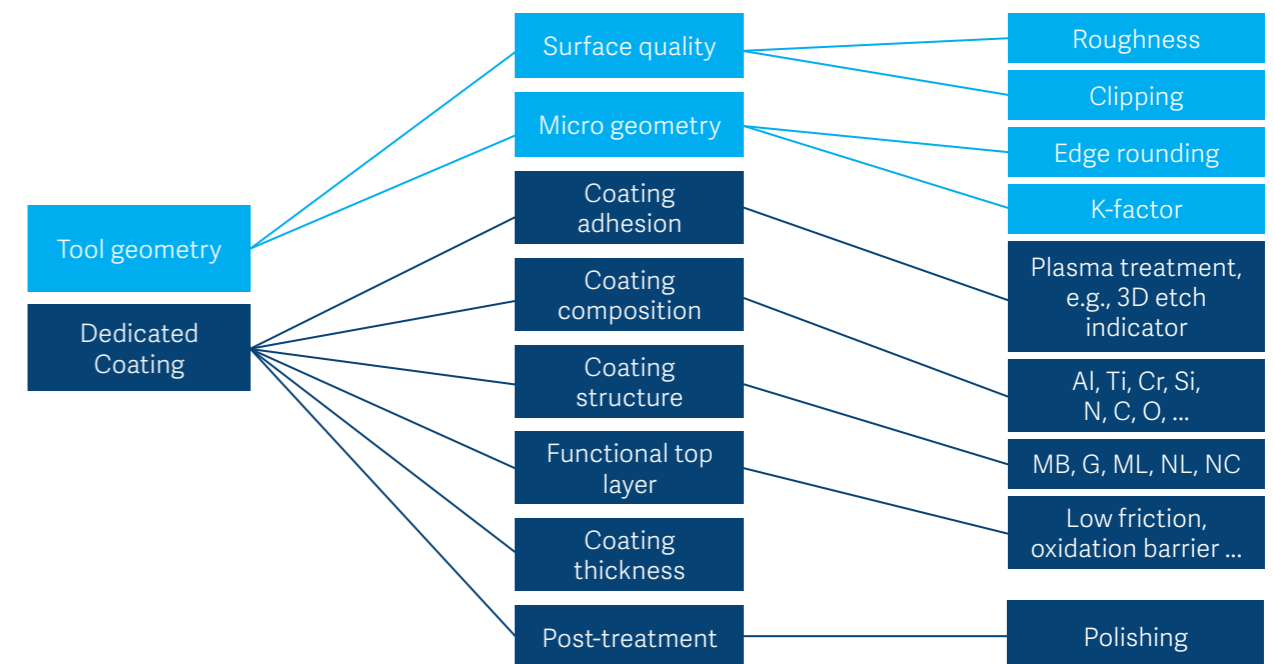 Tool geometry
Dedicated
Coating
Surface quality
Micro geometry
Coating
adhesion
Coating
composition
Coating
structure
Functional top
layer
Coating
thickness
Post-treatment
Roughness
Clipping
Edge rounding
K-factor
Plasma treatment,
e.g., 3D etch
indicator
Al, Ti, Cr, Si,
N, C, O, ...
MB, G, ML, NL, NC
Low friction,
oxidation barrier ...
Polishing